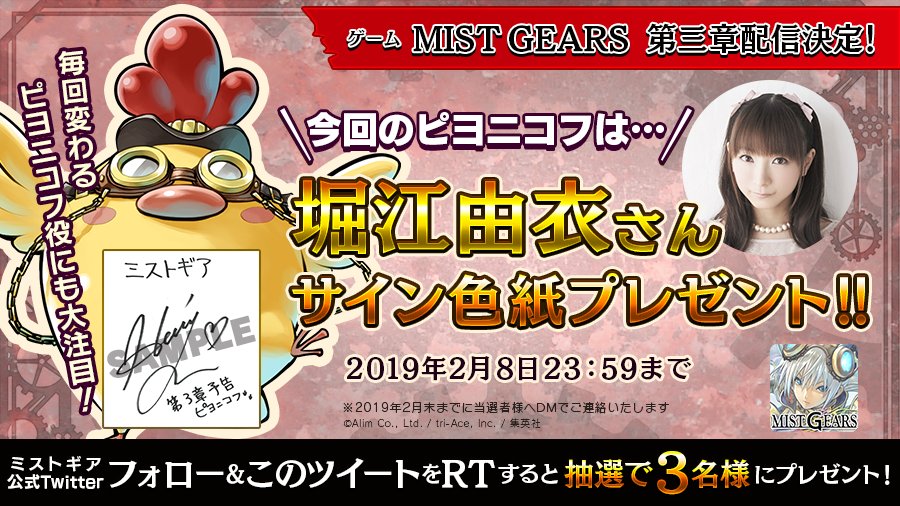 ゲーム MIST GEARS 第三章配信決定!
毎回変わる
ピヨニコフ役にも大注目!
\今回のピヨニコフは…/
堀江由衣さん
サイン色紙プレゼント!!
ミストギア
SAMPLE
第3章予告
ピヨニコフ
2019年2月8日23:59まで
※2019年2月末までに当選者様へDMでご連絡いたします
©Alim Co., Ltd. / tri-Ace, Inc. / 集英社
MIST GEARS
ミストギア
公式Twitter
フォロー&このツイートをRTすると抽選で3名様にプレゼント!